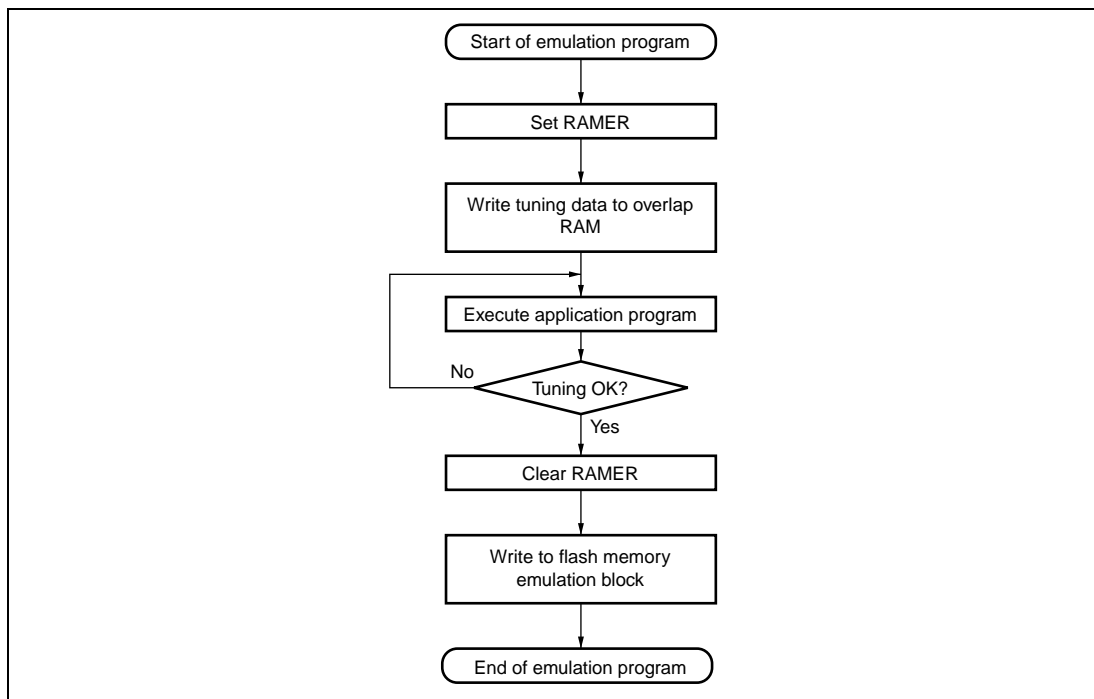 Start of emulation program
Set RAMER
Write tuning data to overlap
RAM
Execute application program
No
Tuning OK?
Yes
Clear RAMER
Write to flash memory
emulation block
End of emulation program